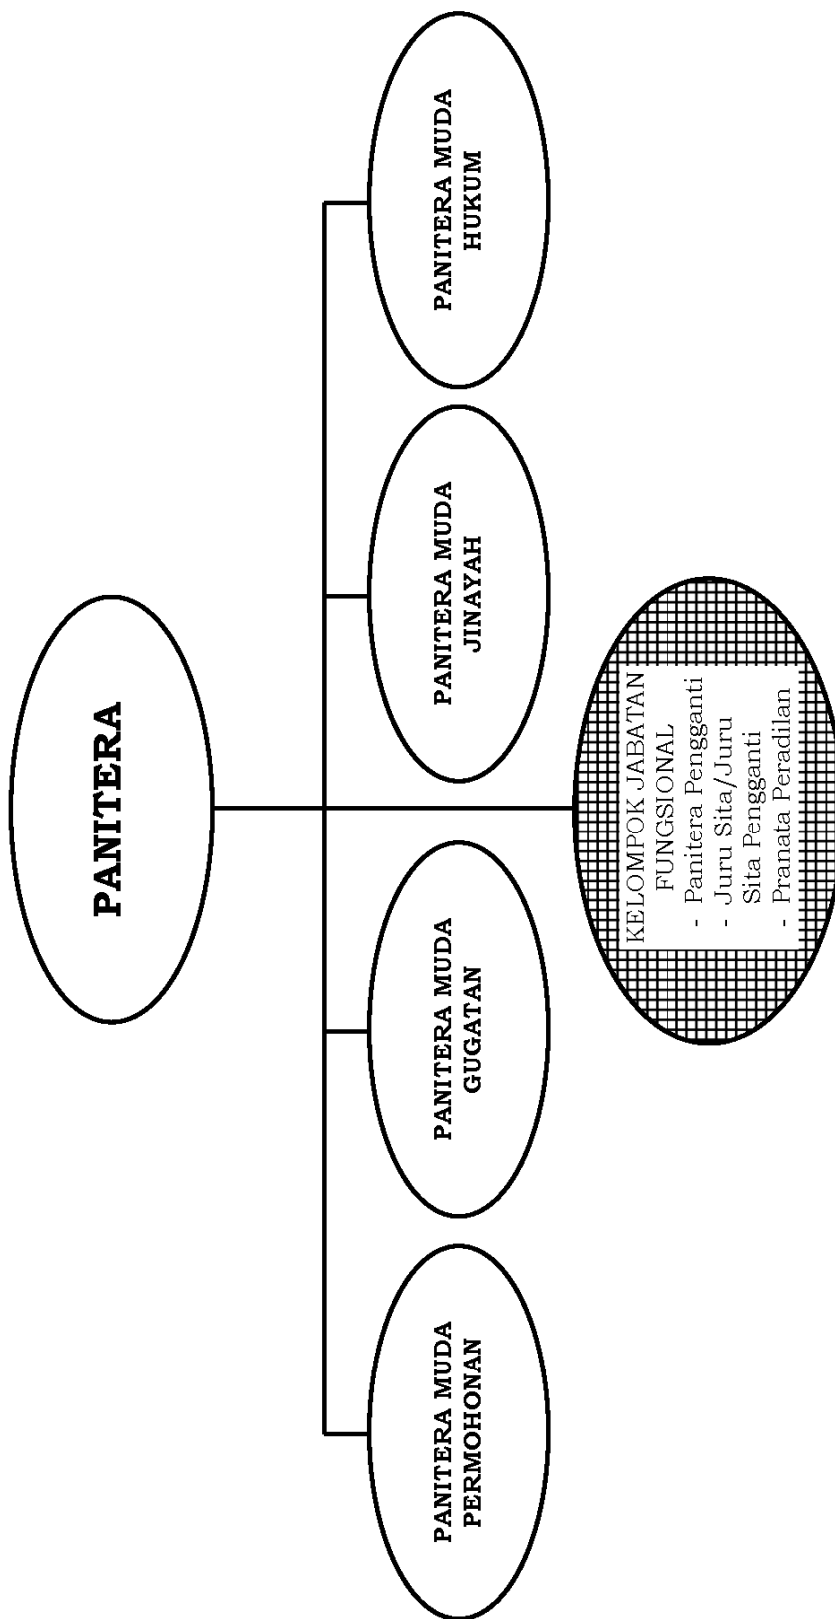 PANITERA
PANITERA MUDA
PERMOHONAN
PANITERA MUDA
GUGATAN
PANITERA MUDA
JINAYAH
PANITERA MUDA
HUKUM
KELOMPOK JABATAN
FUNGSIONAL
- Panitera Pengganti
- Juru Sita/Juru
Sita Pengganti
- Pranata Peradilan